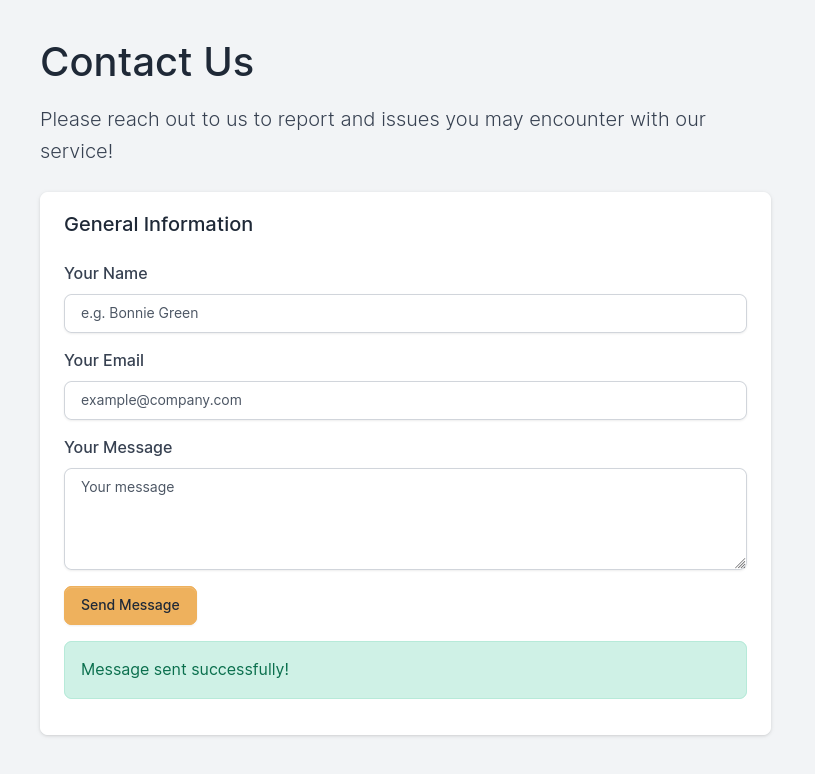 Contact Us
Please reach out to us to report and issues you may encounter with our
service!
General Information
Your Name
e.g. Bonnie Green
Your Email
example@company.com
Your Message
Your message
Send Message
Message sent successfully!